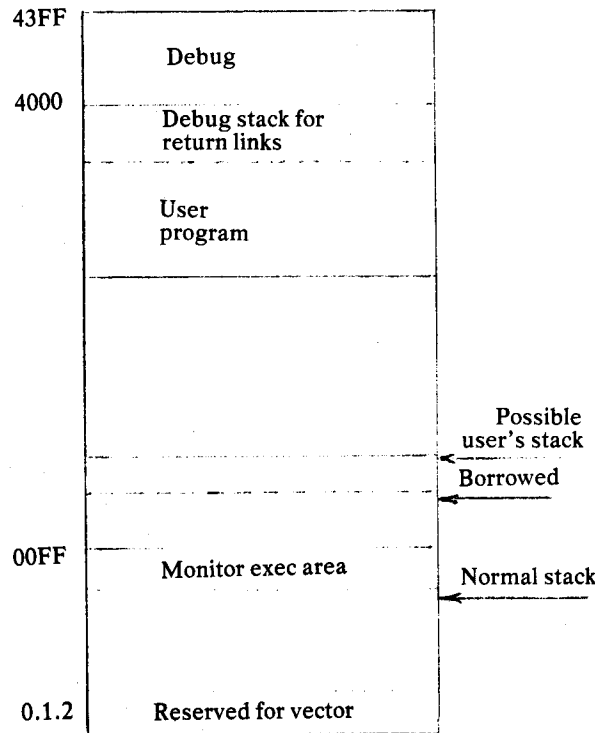 43FF
Debug
4000
Debug stack for
return links
User
program
Possible
user's stack
Borrowed
00FF
Monitor exec area
Normal stack
0.1.2
Reserved for vector